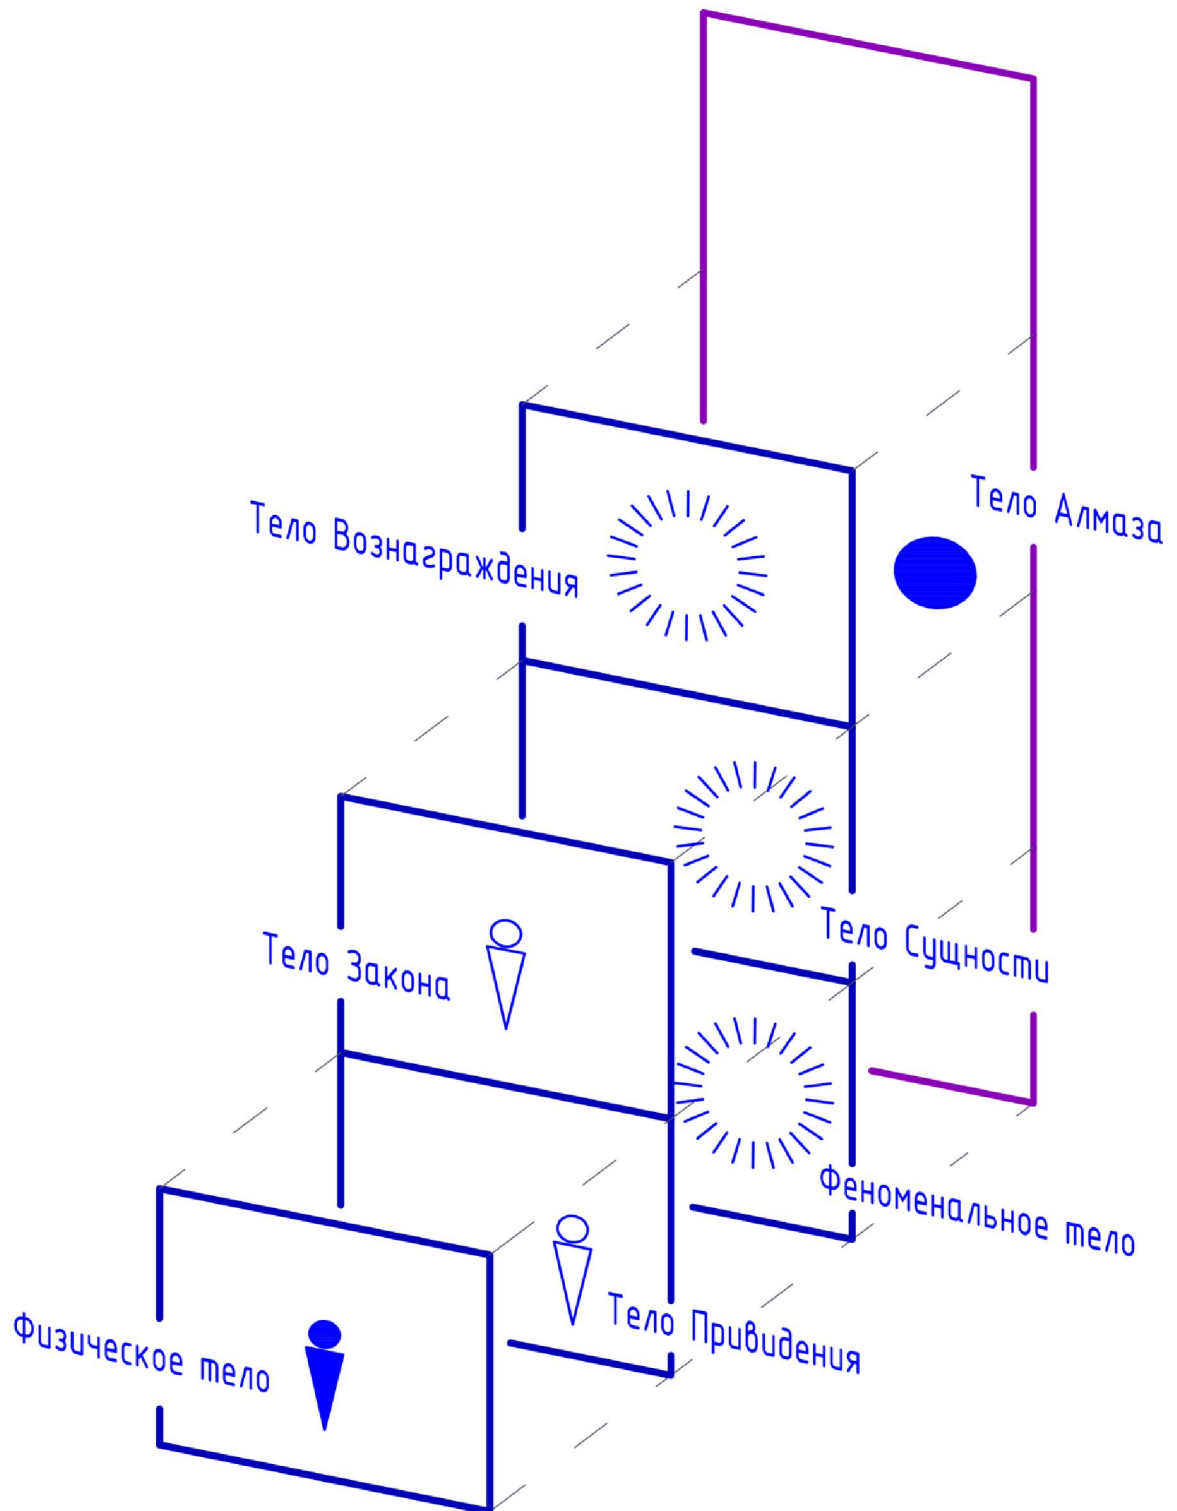 Тело Алмаза
Тело Вознаграждения
Тело Сущности
Тело Закона
Феноменальное тело
Тело Привидения
Физическое тело